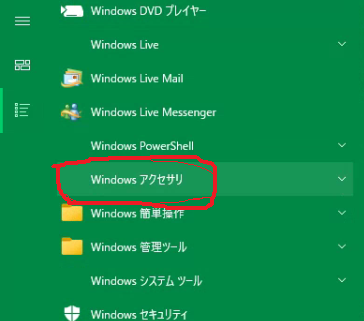 Windows DVD プレイヤー
Windows Live
Windows Live Mail
Windows Live Messenger
Windows PowerShell
Windows アクセサリ
Windows 簡単操作
Windows 管理ツール
Windows システム ツール
Windows セキュリティ